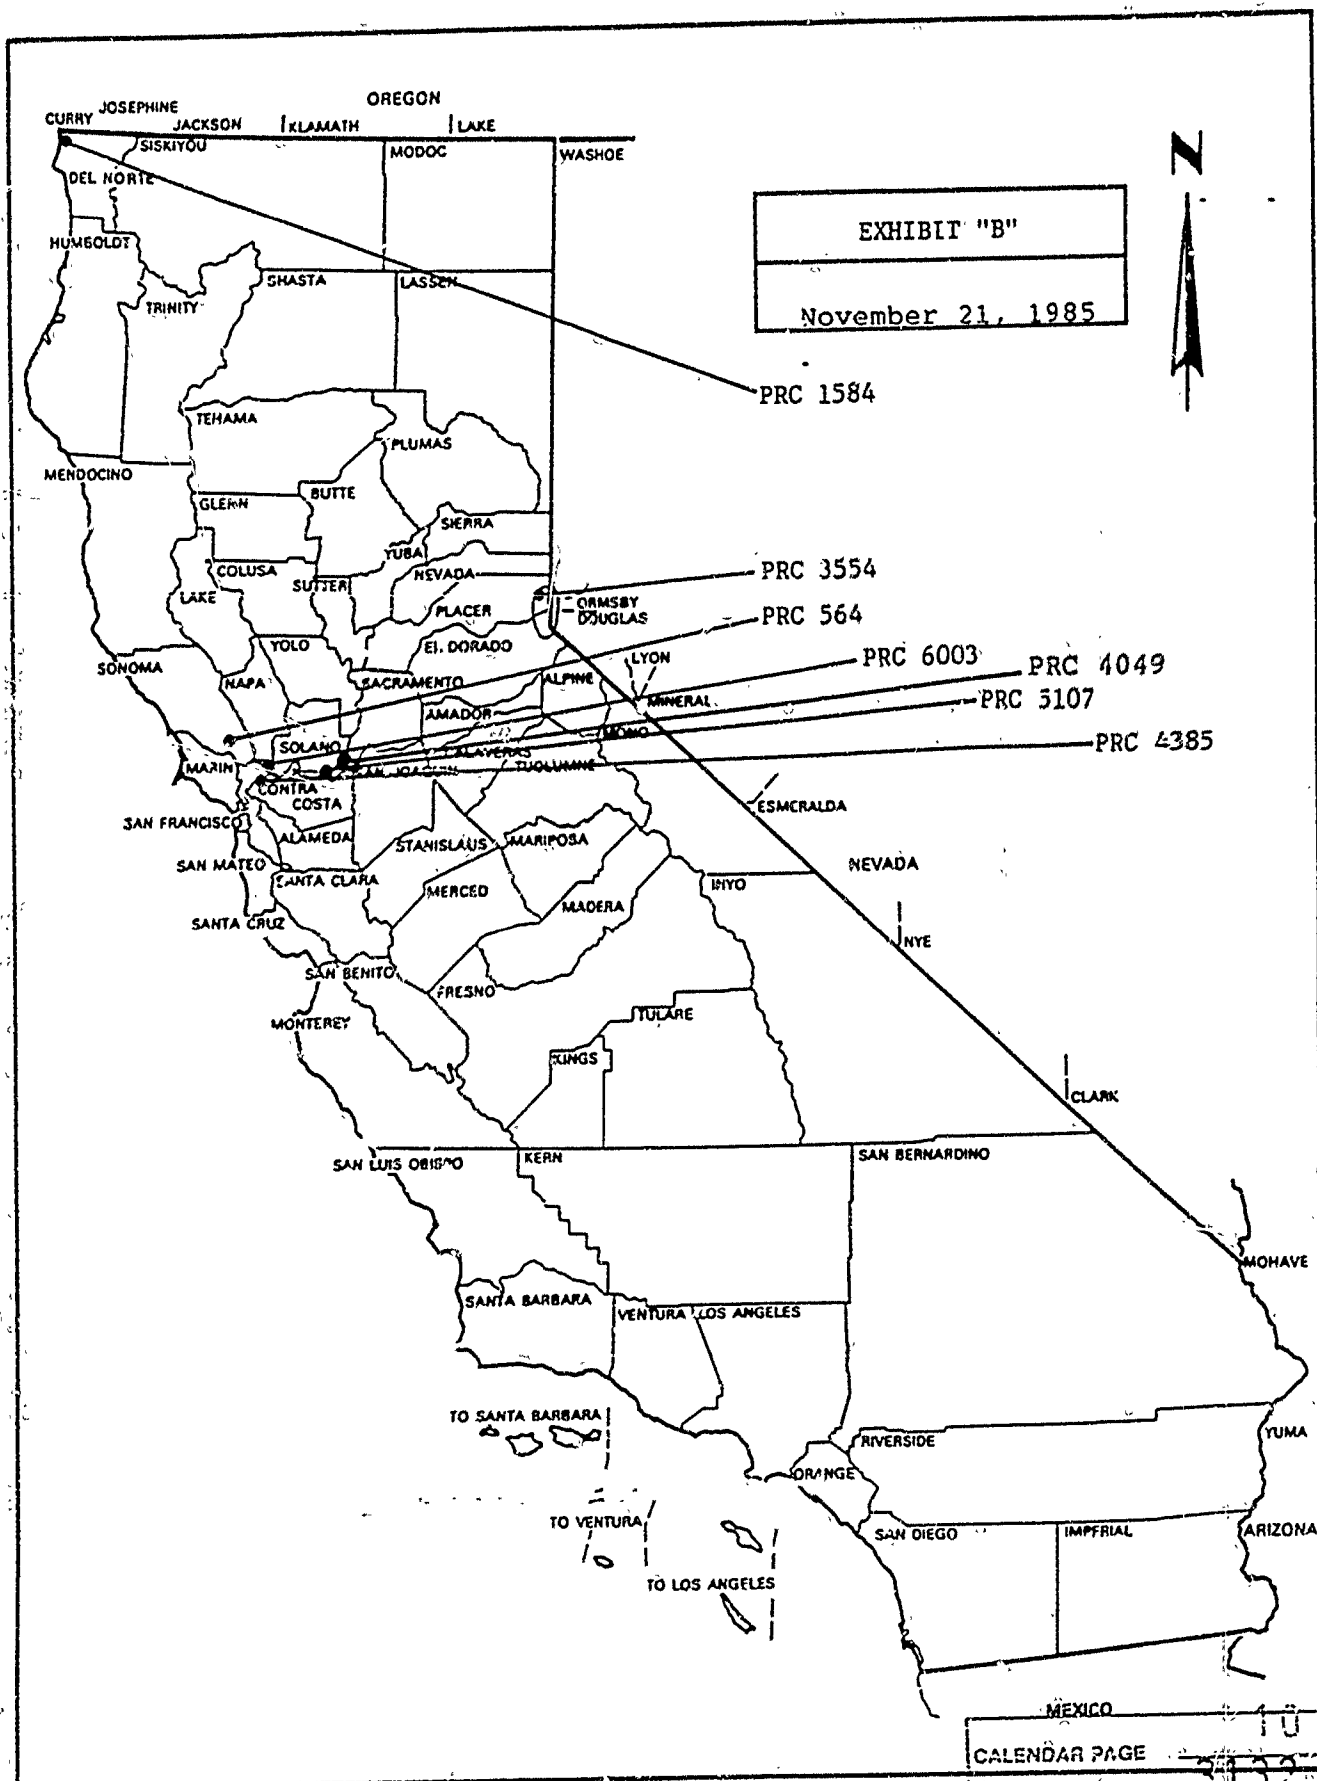 OREGON
CURRY
JOSEPHINE
JACKSON
KLAMATH
LAKE
SISKIYOU
MODOC
WASHOE
N
DEL NORTE
EXHIBIT "B"
November 21, 1985
HUMBOLDT
TRINITY
SHASTA
LASSEN
PRC 1584
TEHAMA
PLUMAS
MENDOCINO
GLENN
BUTTE
SIERRA
YUBA
COLUSA
SUTTER
NEVADA
PRC 3554
LAKE
PLACER
ORMSBY
DOUGLAS
PRC 564
YOLO
EL DORADO
SONOMA
NAPA
SACRAMENTO
ALPINE
LYON
PRC 6003
PRC 4049
MINERAL
PRC 5107
AMADOR
SOLANO
MONO
PRC 4385
MARIN
CALAVERAS
SAN JOAQUIN
TUOLUMNE
CONTRA
COSTA
ESMERALDA
SAN FRANCISCO
ALAMEDA
STANISLAUS
MARIPOSA
SAN MATEO
SANTA CLARA
MERCED
INYO
NEVADA
SANTA CRUZ
MADERA
NYE
SAN BENITO
FRESNO
MONTEREY
TULARE
KINGS
CLARK
SAN LUIS OBISPO
KERN
SAN BERNARDINO
MOHAVE
SANTA BARBARA
VENTURA
LOS ANGELES
TO SANTA BARBARA
RIVERSIDE
YUMA
ORANGE
TO VENTURA
SAN DIEGO
IMPERIAL
ARIZONA
TO LOS ANGELES
MEXICO
CALENDAR PAGE